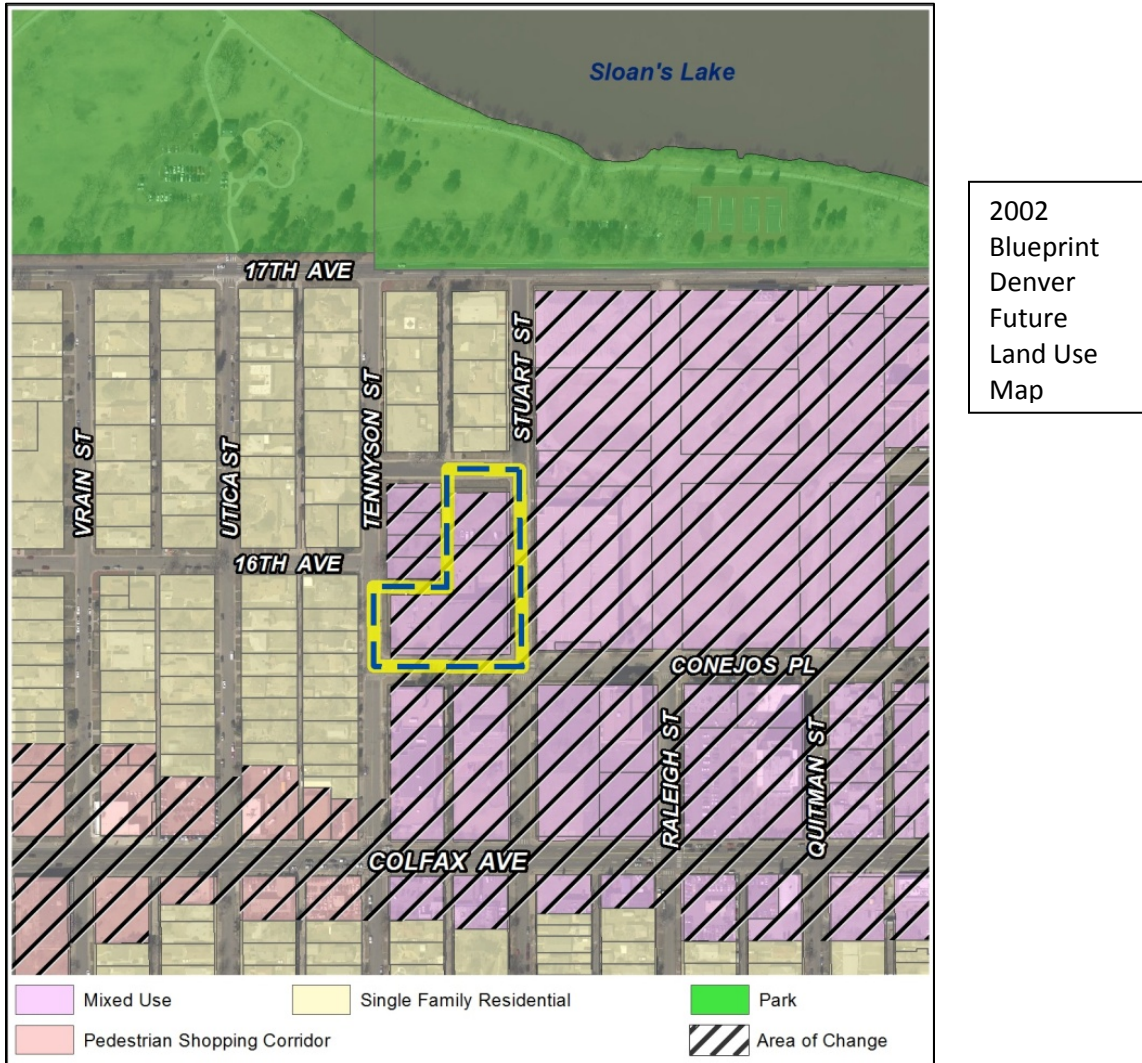 Sloan's Lake
2002
Blueprint
Denver
Future
Land Use
Map
17TH AVE
VRAIN ST
UTICA ST
TENNYSON ST
STUART ST
16TH AVE
CONEJOS PL
RALEIGH ST
QUITMAN ST
COLFAX AVE
Mixed Use
Single Family Residential
Park
Pedestrian Shopping Corridor
Area of Change